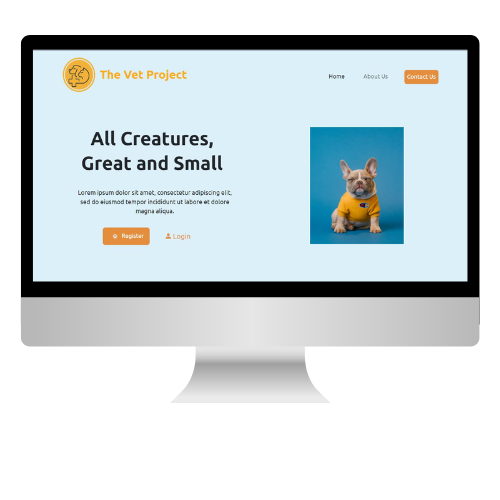 The Vet Project
Home About Us Contact Us
All Creatures,
Great and Small
Lorem ipsum dolor sit amet, consectetur adipiscing elit,
sed do eiusmod tempor incididunt ut labore et dolore
magna aliqua.
Register Login